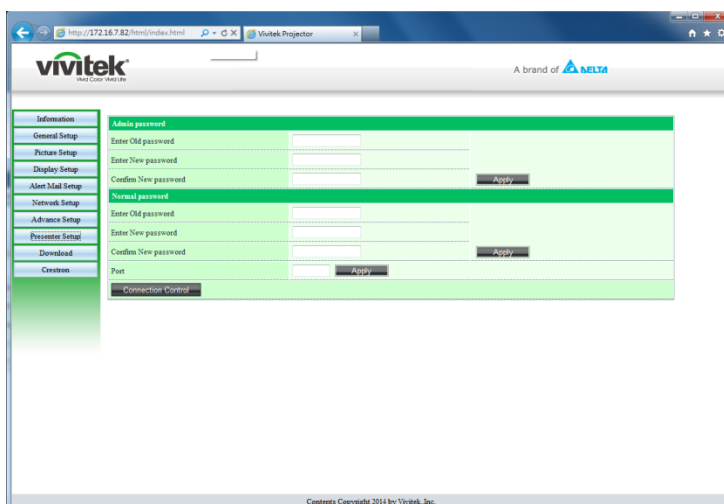 http://172.16.7.82/html/index.html
Vivitek Projector
vivitek
Vivid Color Vivid Life
A brand of DELTA
Information
General Setup
Picture Setup
Display Setup
Alert Mail Setup
Network Setup
Advance Setup
Presenter Setup
Download
Crestron
Admin password
Enter Old password
Enter New password
Confirm New password
Apply
Normal password
Enter Old password
Enter New password
Confirm New password
Apply
Port
Apply
Connection Control
Contents Copyright 2014 by Vivitek, Inc.